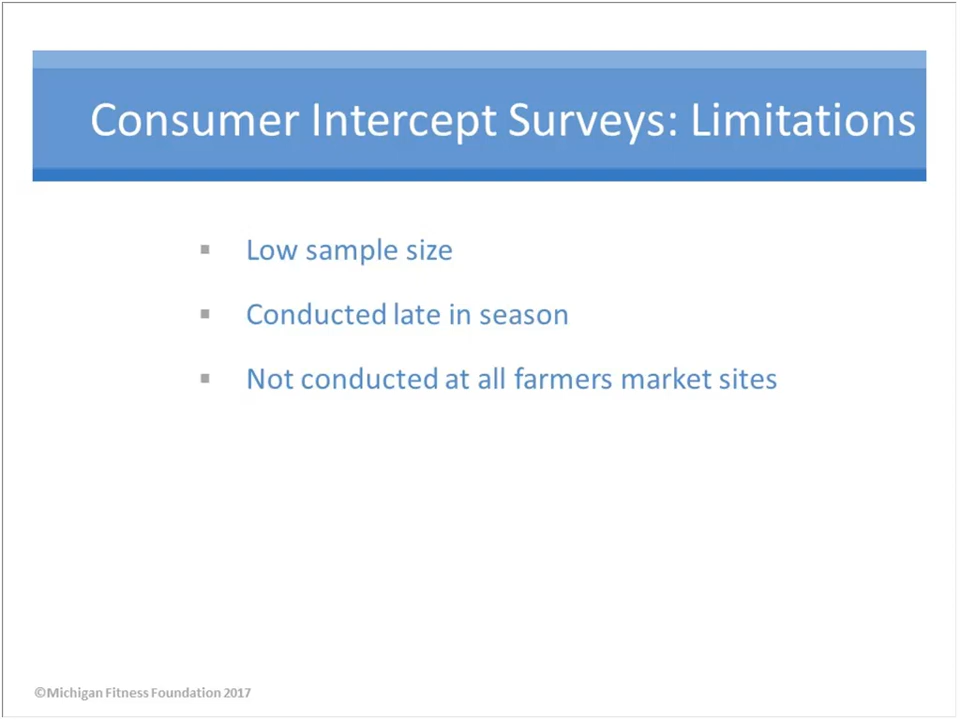 Consumer Intercept Surveys: Limitations
▪ Low sample size
▪ Conducted late in season
▪ Not conducted at all farmers market sites
©Michigan Fitness Foundation 2017